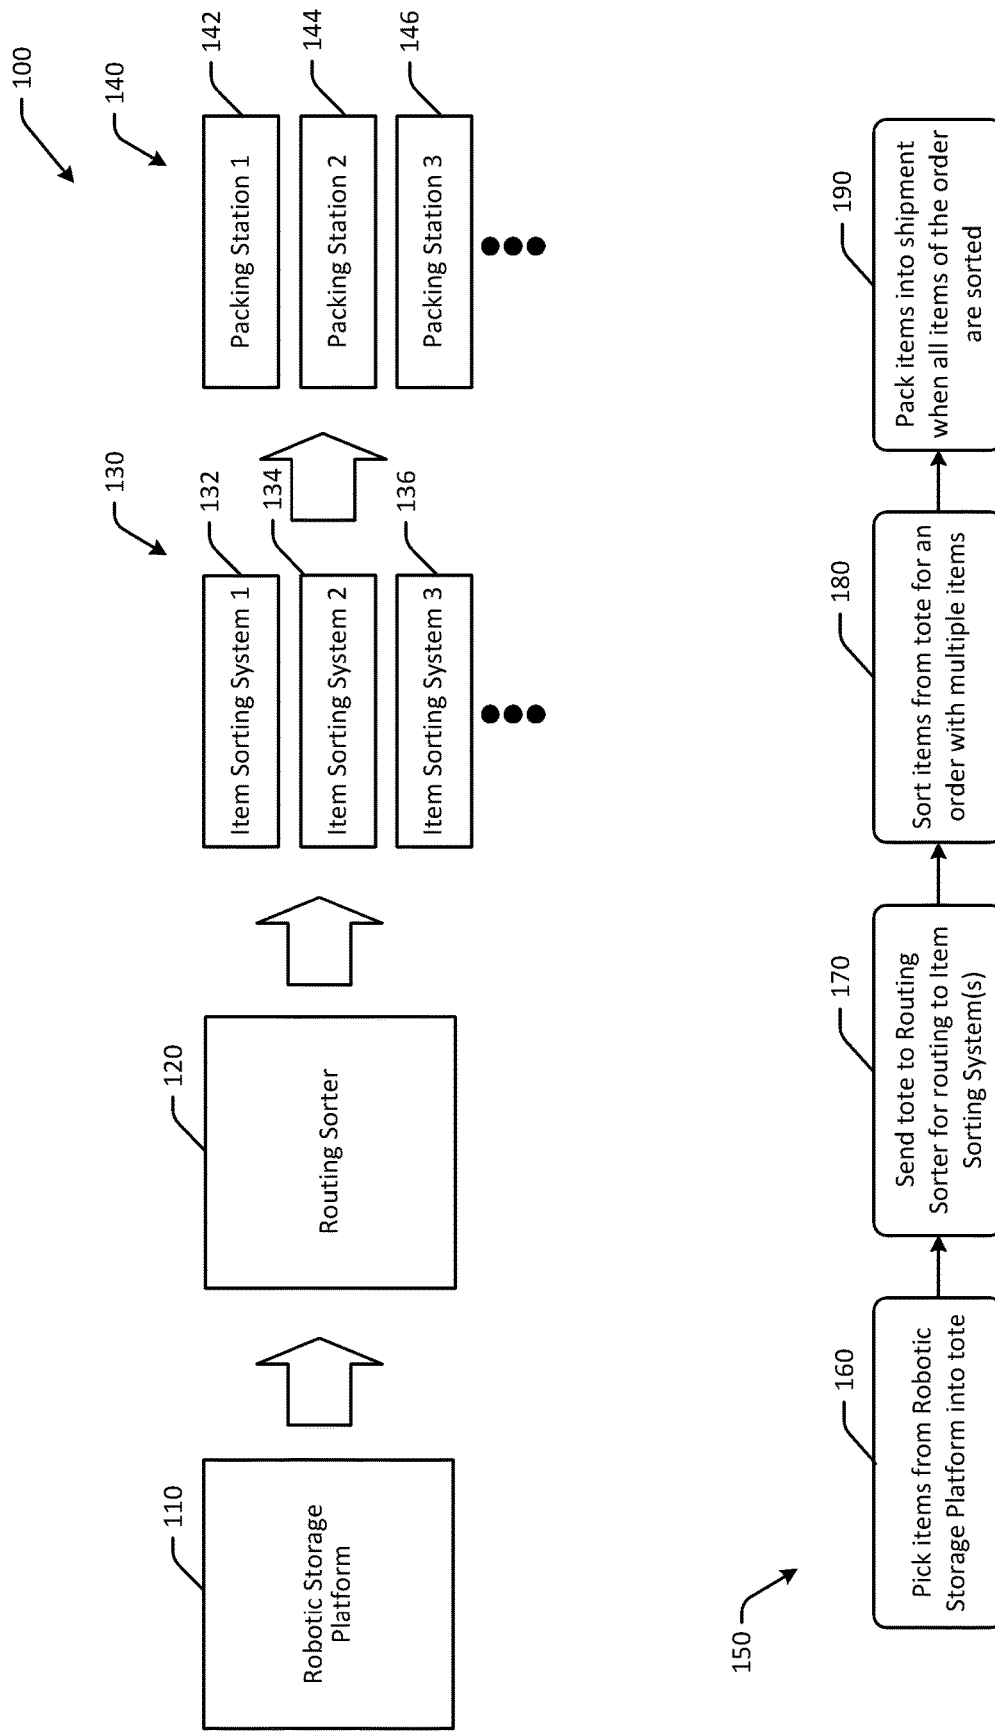 100
110
Robotic Storage
Platform
120
Routing Sorter
130
132
Item Sorting System 1
134
Item Sorting System 2
136
Item Sorting System 3
140
142
Packing Station 1
144
Packing Station 2
146
Packing Station 3
150
160
Pick items from Robotic
Storage Platform into tote
170
Send tote to Routing
Sorter for routing to Item
Sorting System(s)
180
Sort items from tote for an
order with multiple items
190
Pack items into shipment
when all items of the order
are sorted